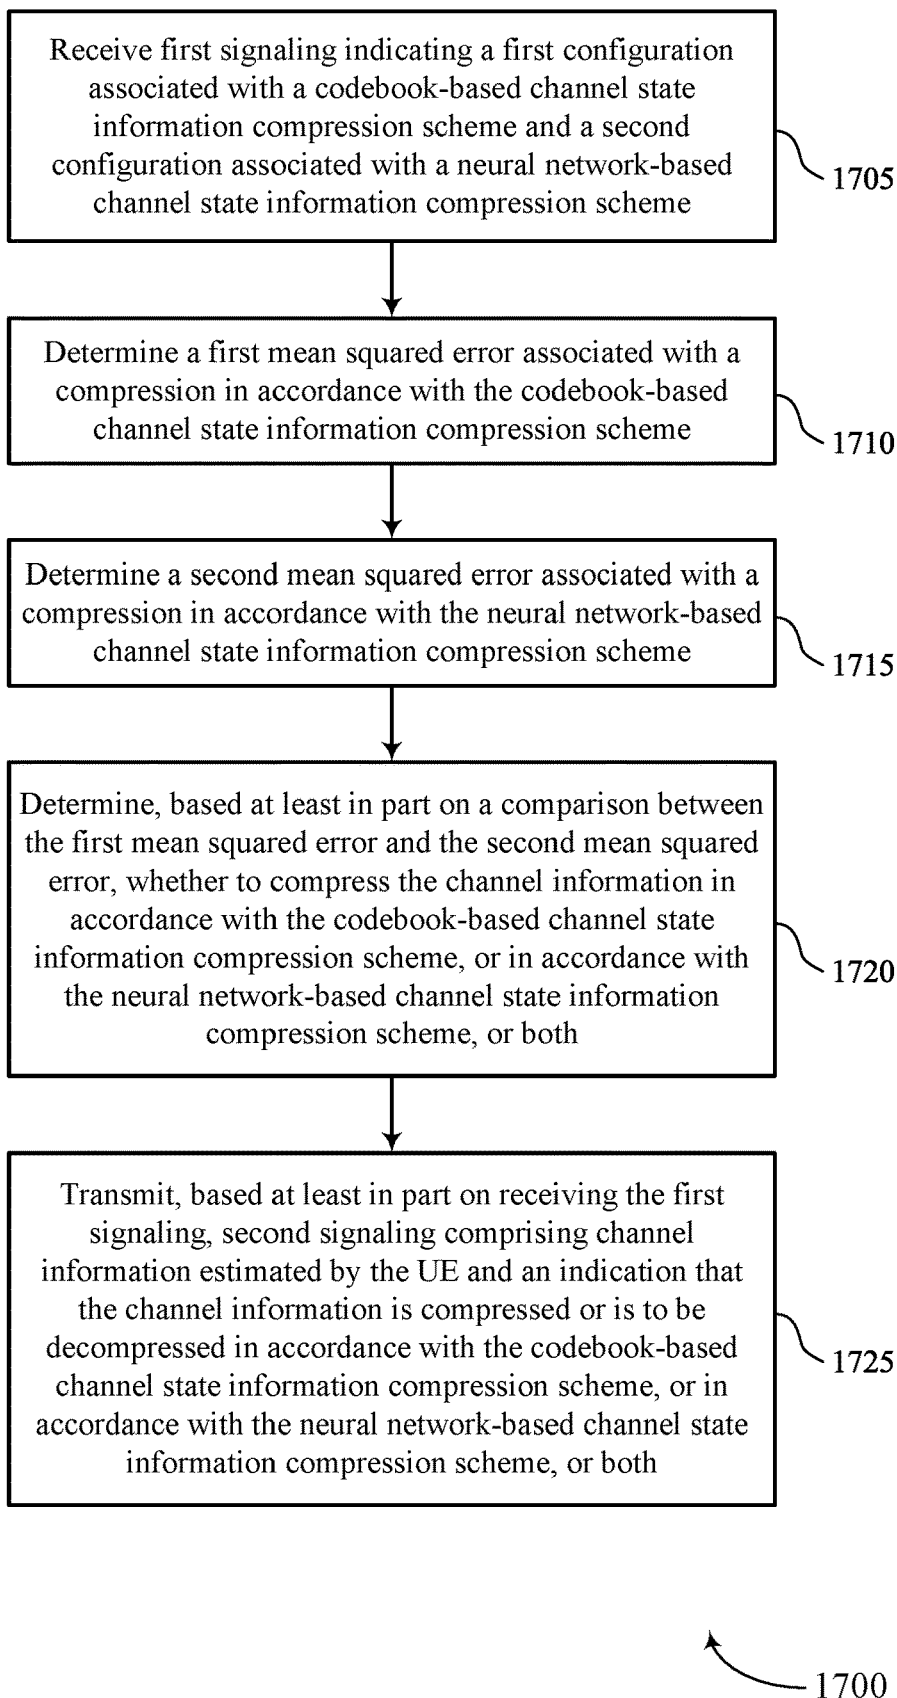 Receive first signaling indicating a first configuration
associated with a codebook-based channel state
information compression scheme and a second
configuration associated with a neural network-based
channel state information compression scheme
1705
Determine a first mean squared error associated with a
compression in accordance with the codebook-based
channel state information compression scheme
1710
Determine a second mean squared error associated with a
compression in accordance with the neural network-based
channel state information compression scheme
1715
Determine, based at least in part on a comparison between
the first mean squared error and the second mean squared
error, whether to compress the channel information in
accordance with the codebook-based channel state
information compression scheme, or in accordance with
the neural network-based channel state information
compression scheme, or both
1720
Transmit, based at least in part on receiving the first
signaling, second signaling comprising channel
information estimated by the UE and an indication that
the channel information is compressed or is to be
decompressed in accordance with the codebook-based
channel state information compression scheme, or in
accordance with the neural network-based channel state
information compression scheme, or both
1725
1700